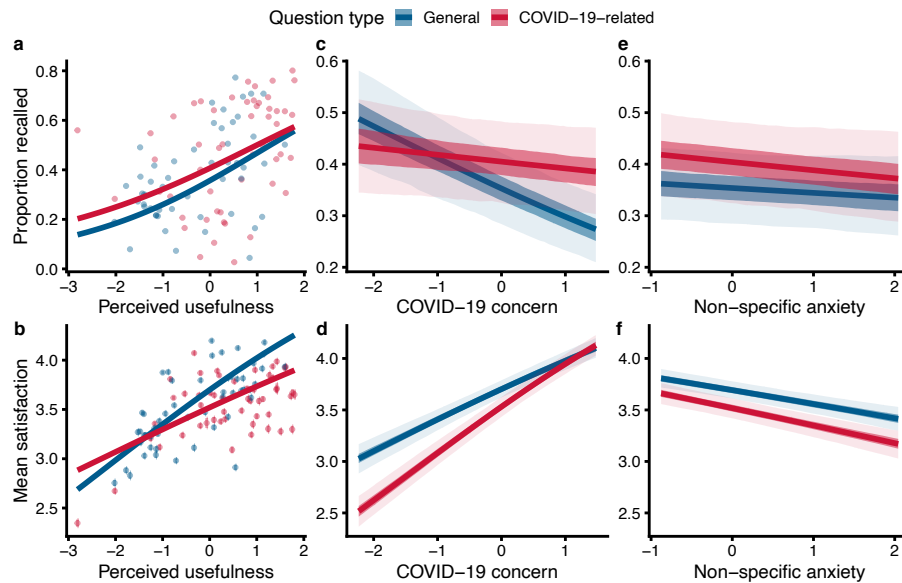 Question type General COVID−19−related
a
Proportion recalled
0.8
0.6
0.4
0.2
0.0
−3 −2 −1 0 1 2
Perceived usefulness
c
0.6
0.5
0.4
0.3
0.2
−2 −1 0 1
COVID−19 concern
e
0.6
0.5
0.4
0.3
0.2
−1 0 1 2
Non−specific anxiety
b
Mean satisfaction
4.0
3.5
3.0
2.5
−3 −2 −1 0 1 2
Perceived usefulness
d
4.0
3.5
3.0
2.5
−2 −1 0 1
COVID−19 concern
f
4.0
3.5
3.0
2.5
−1 0 1 2
Non−specific anxiety